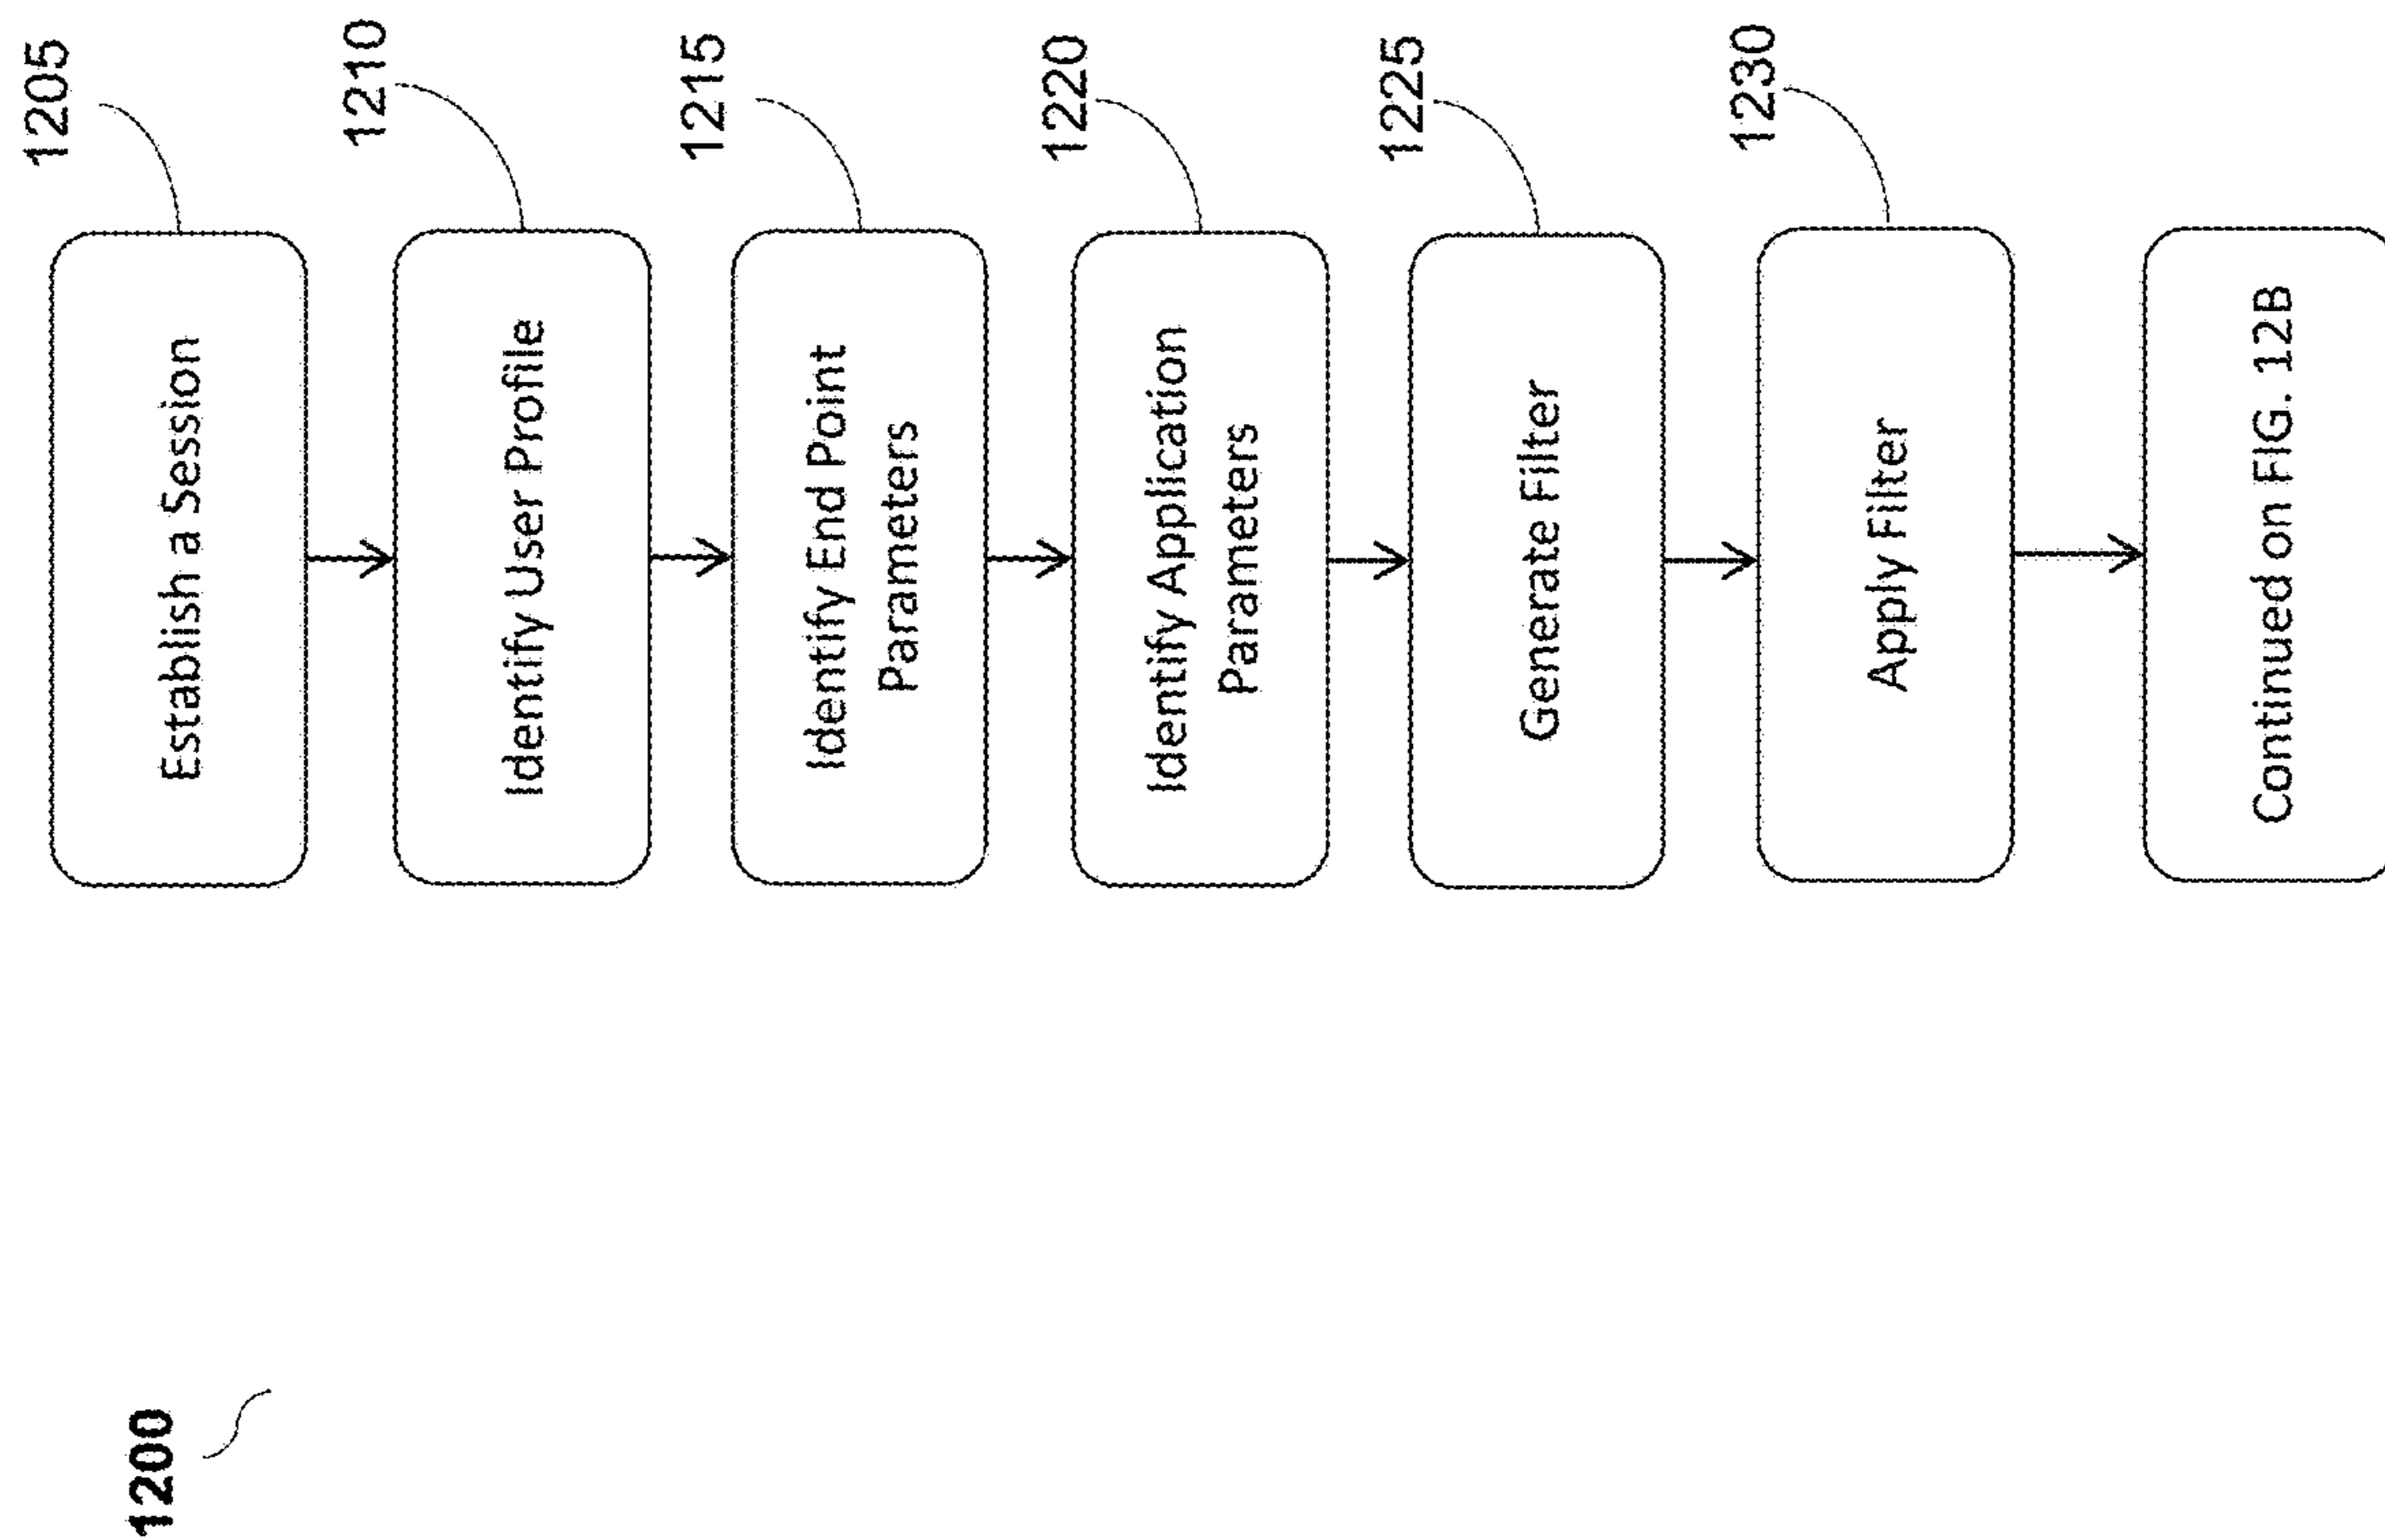 1200
1205
Establish a Session
1210
Identify User Profile
1215
Identify End Point
Parameters
1220
Identify Application
Parameters
1225
Generate Filter
1230
Apply Filter
Continued on FIG. 12B